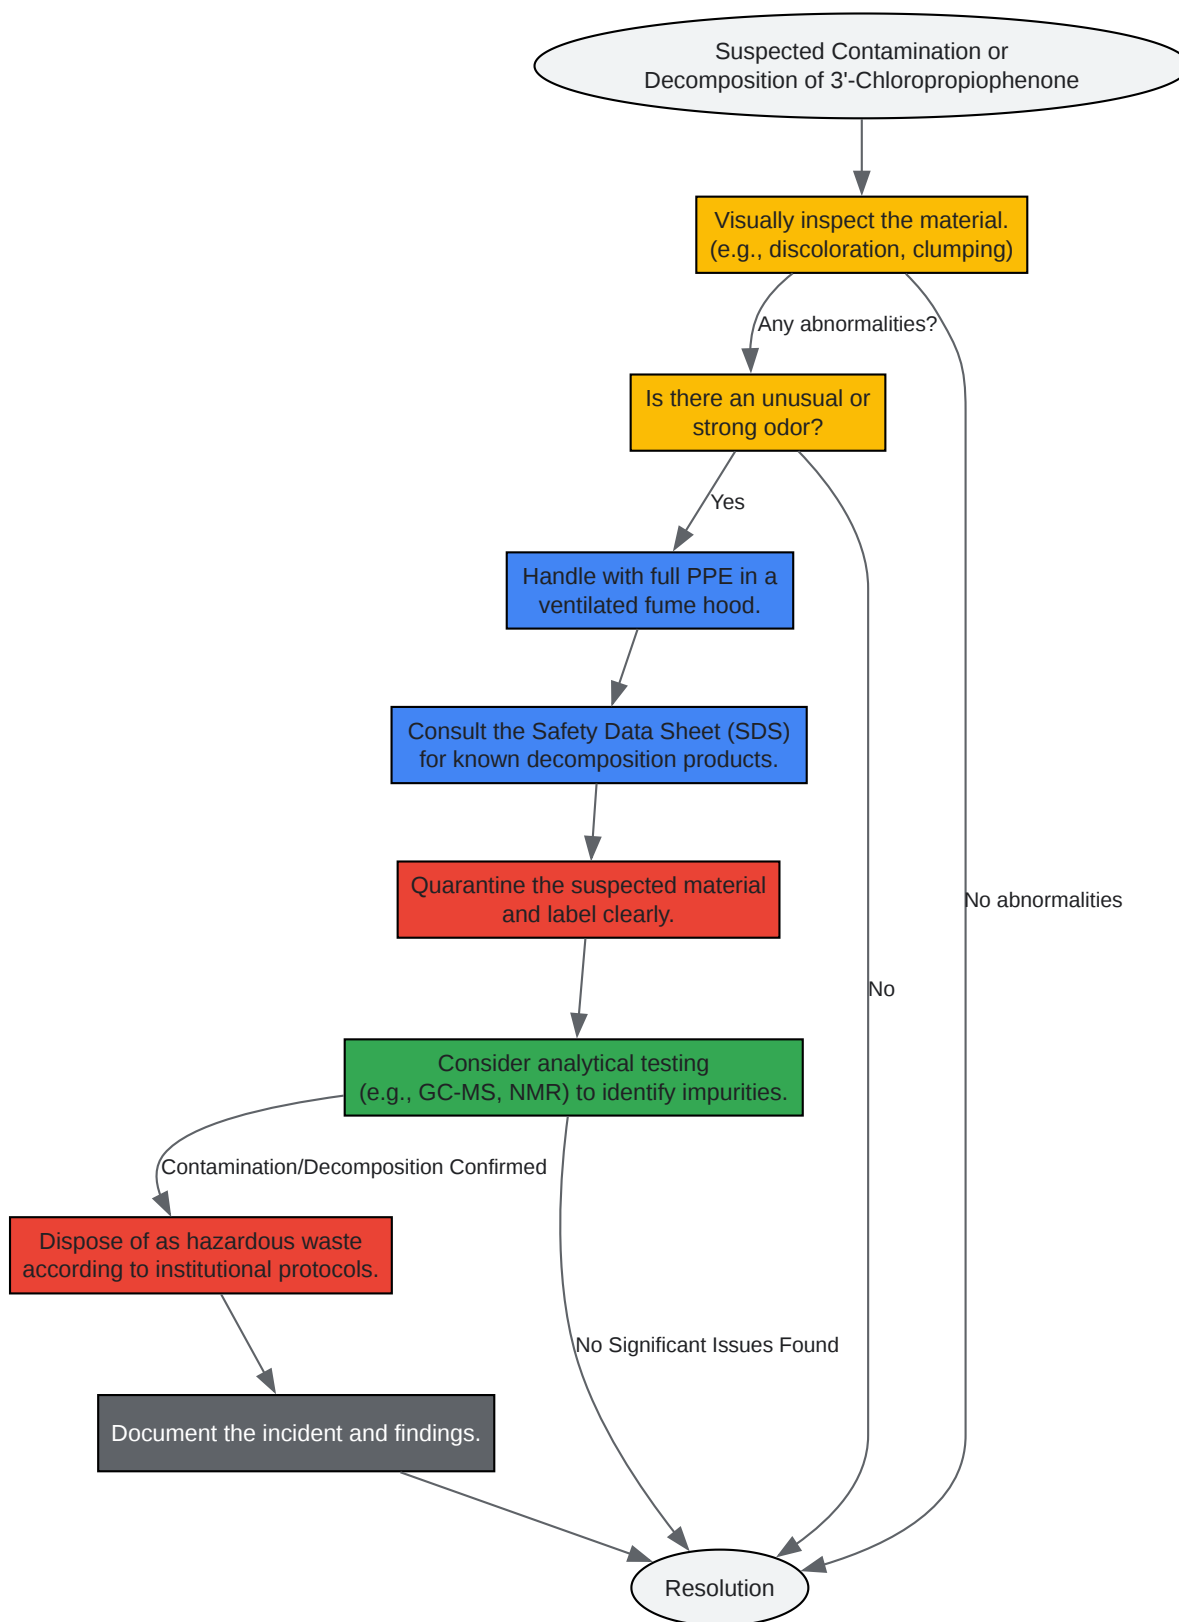 Suspected Contamination or
Decomposition of 3'-Chloropropiophenone
Visually inspect the material.
(e.g., discoloration, clumping)
Any abnormalities?
Is there an unusual or
strong odor?
Yes
Handle with full PPE in a
ventilated fume hood.
Consult the Safety Data Sheet (SDS)
for known decomposition products.
Quarantine the suspected material
and label clearly.
No abnormalities
No
Consider analytical testing
(e.g., GC-MS, NMR) to identify impurities.
Contamination/Decomposition Confirmed
Dispose of as hazardous waste
according to institutional protocols.
No Significant Issues Found
Document the incident and findings.
Resolution